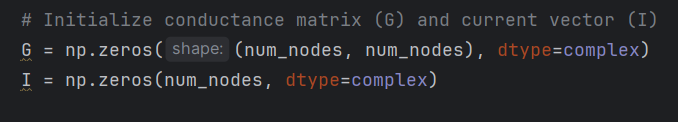 # Initialize conductance matrix (G) and current vector (I)
G = np.zeros( shape: (num_nodes, num_nodes), dtype=complex)
I = np.zeros(num_nodes, dtype=complex)